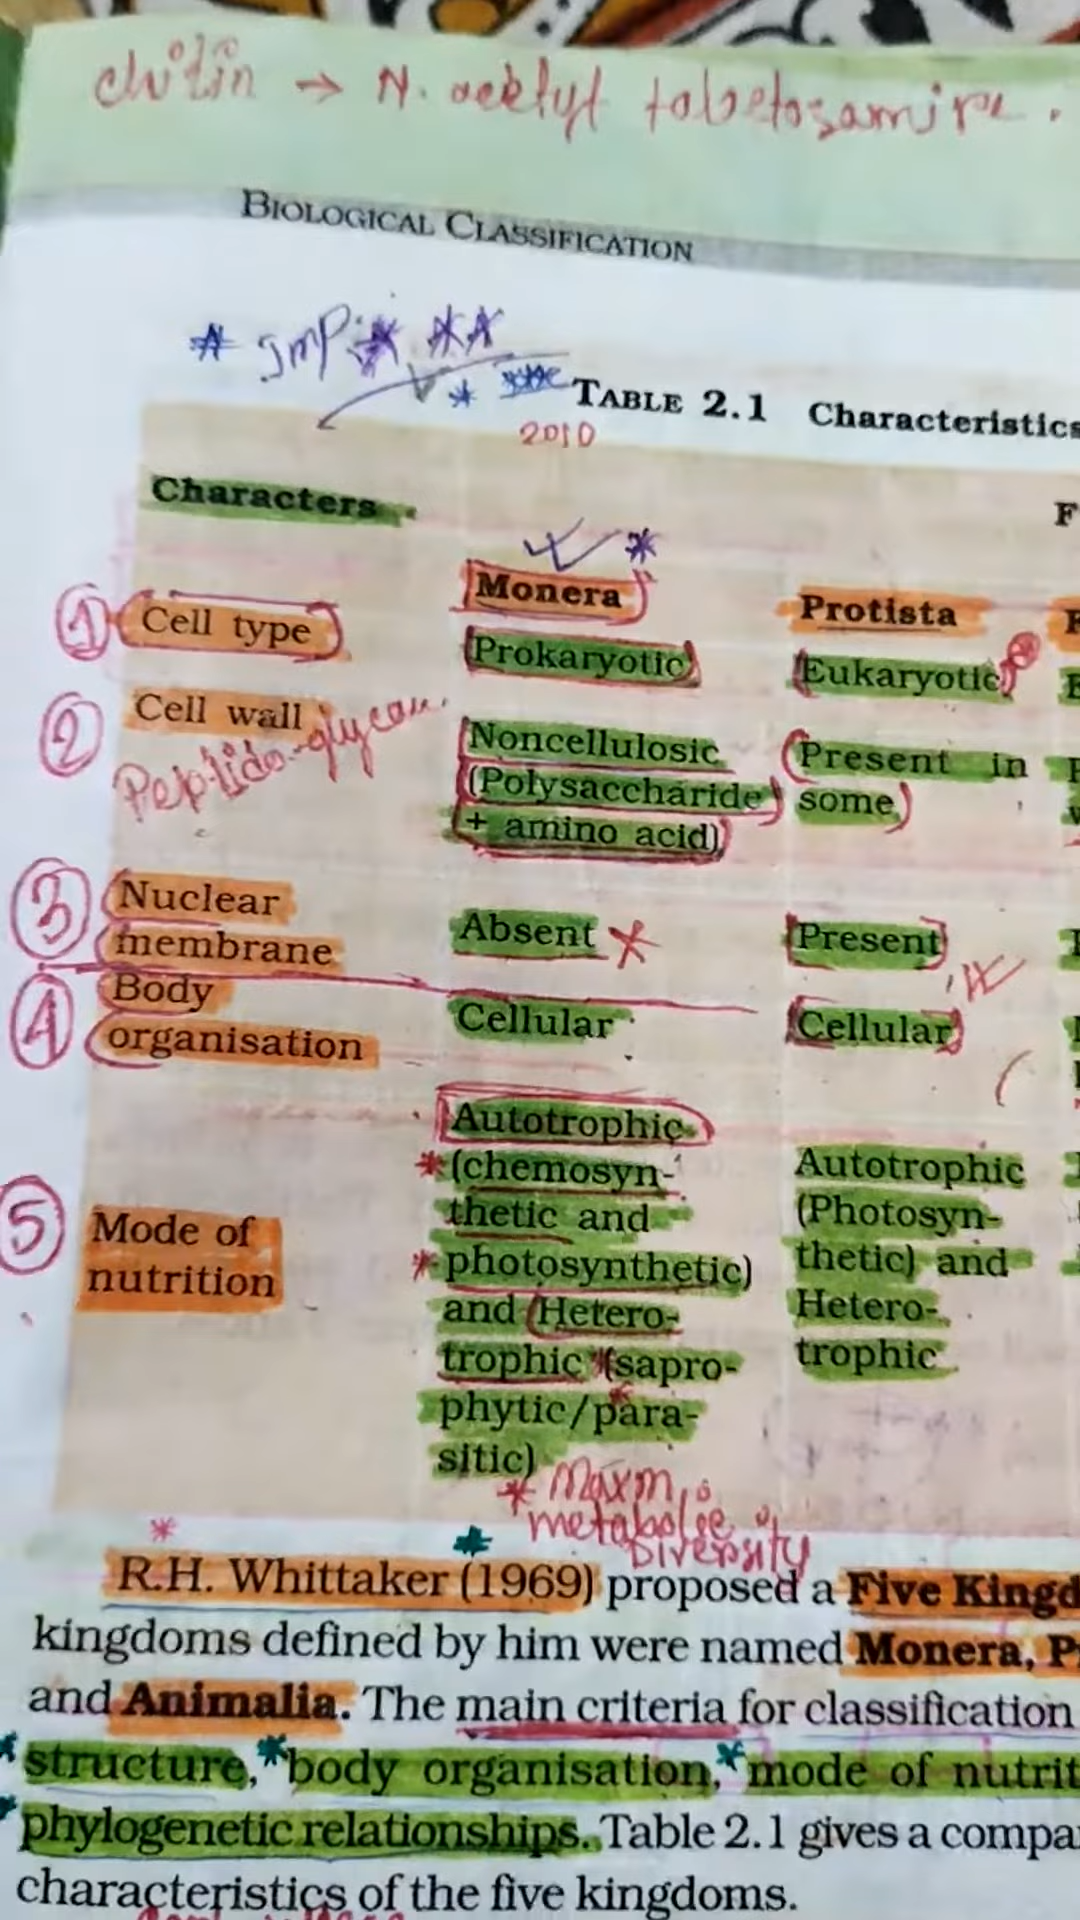 chitin → N.
BIOLOGICAL CLASSIFICATION
* Imp
TABLE 2.1 Characteristics
2010
Characters
Monera
Protista
① Cell type
Prokaryotic
Eukaryotic
② Cell wall
Peptido-glycan
Noncellulosic
(Polysaccharide
+ amino acid)
Present in
some
③ Nuclear
membrane
Absent
Present
④ Body
organisation
Cellular
Cellular
⑤ Mode of
nutrition
Autotrophic
*(chemosyn-
thetic and
*photosynthetic)
and (Hetero-
trophic (sapro-
phytic/para-
sitic)
Autotrophic
(Photosyn-
thetic) and
Hetero-
trophic
* Maxm
metabolic
Diversity
R.H. Whittaker (1969) proposed a Five Kingd
kingdoms defined by him were named Monera, P
and Animalia. The main criteria for classification
structure, *body organisation, *mode of nutrit
phylogenetic relationships. Table 2.1 gives a compa
characteristics of the five kingdoms.